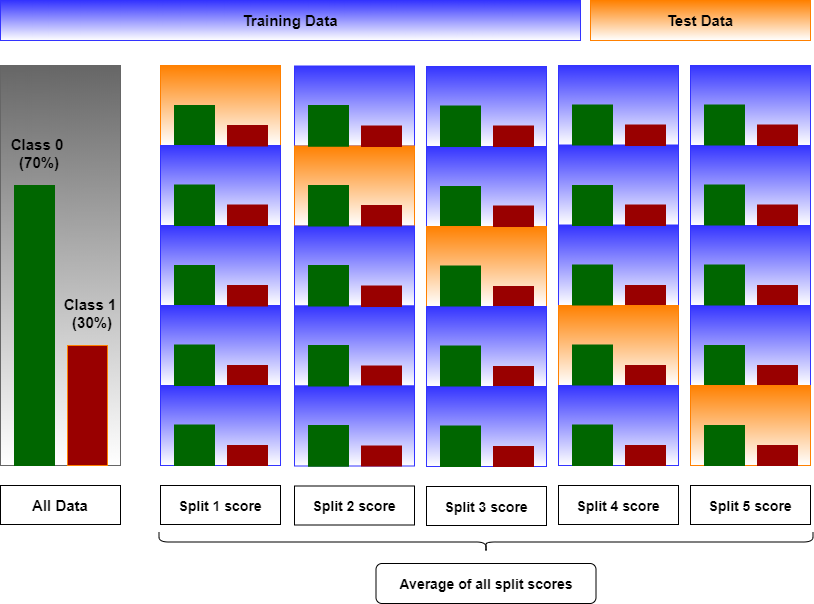 Training Data
Test Data
Class 0
(70%)
Class 1
(30%)
All Data
Split 1 score
Split 2 score
Split 3 score
Split 4 score
Split 5 score
Average of all split scores